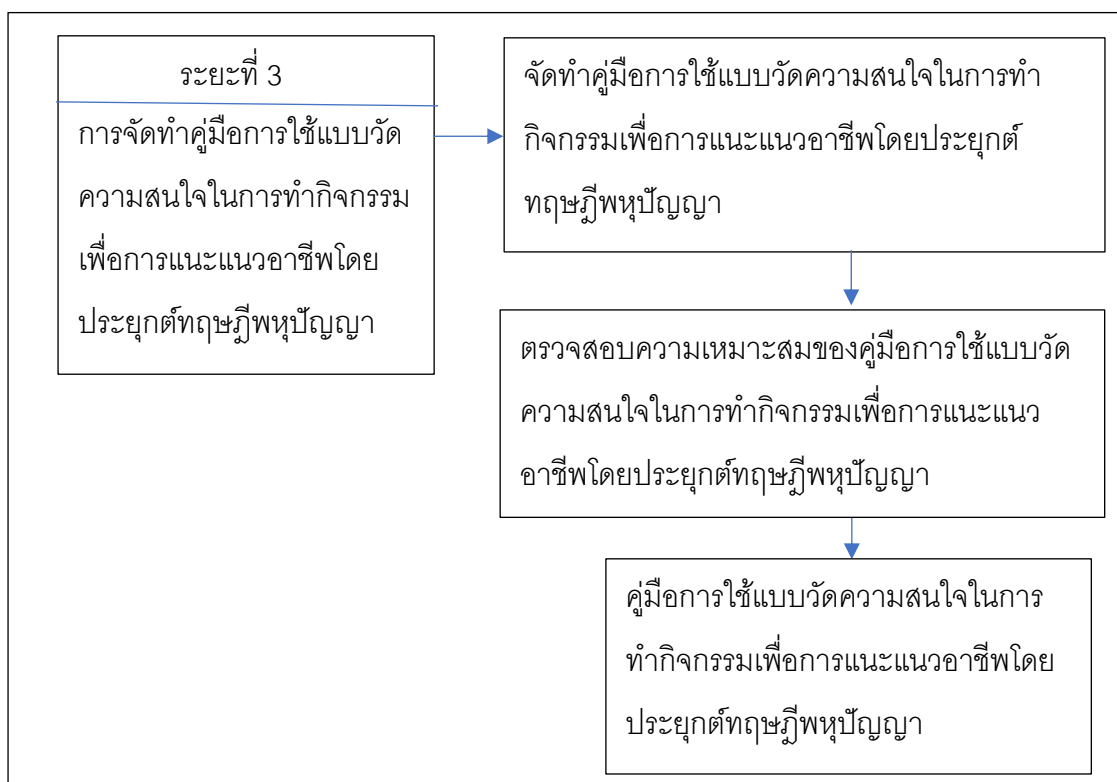 ระยะที่ 3
การจัดทำคู่มือการใช้แบบวัด
ความสนใจในการทำกิจกรรม
เพื่อการแนะแนวอาชีพโดย
ประยุกต์ทฤษฎีพหุปัญญา
จัดทำคู่มือการใช้แบบวัดความสนใจในการทำ
กิจกรรมเพื่อการแนะแนวอาชีพโดยประยุกต์
ทฤษฎีพหุปัญญา
ตรวจสอบความเหมาะสมของคู่มือการใช้แบบวัด
ความสนใจในการทำกิจกรรมเพื่อการแนะแนว
อาชีพโดยประยุกต์ทฤษฎีพหุปัญญา
คู่มือการใช้แบบวัดความสนใจในการ
ทำกิจกรรมเพื่อการแนะแนวอาชีพโดย
ประยุกต์ทฤษฎีพหุปัญญา